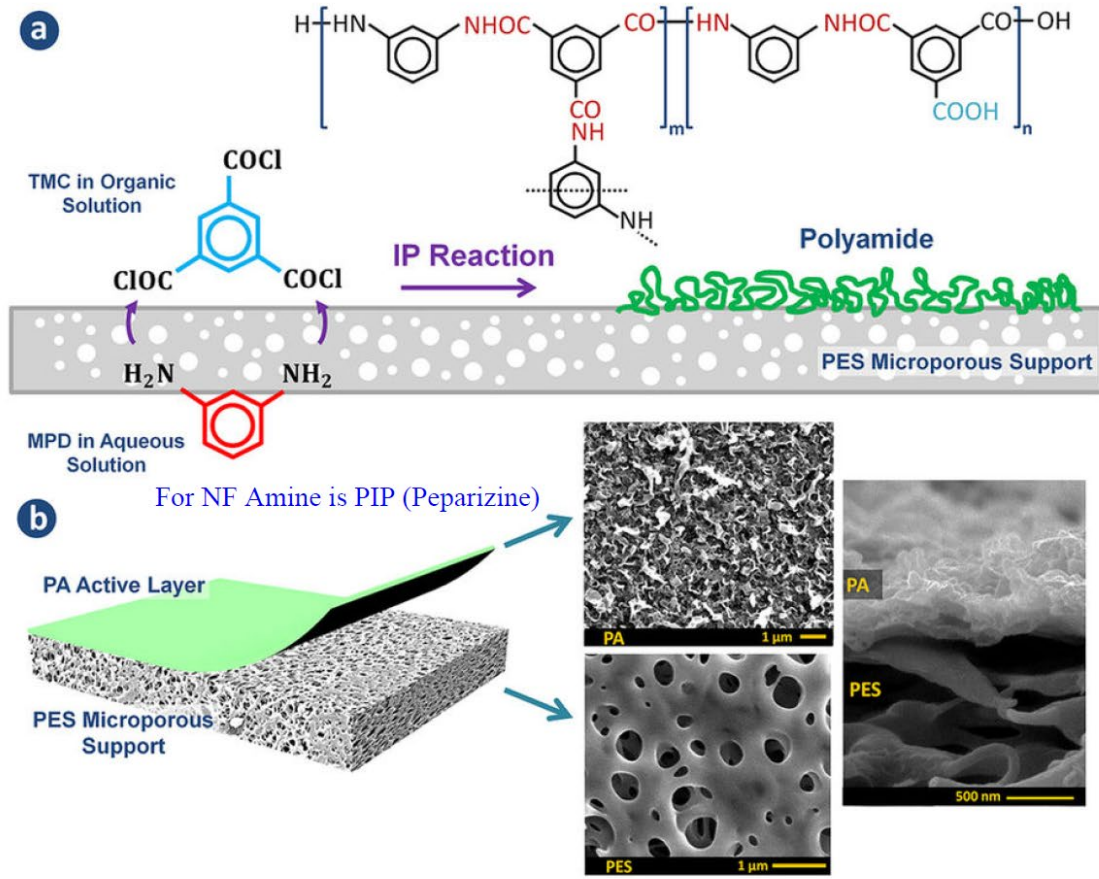 a
H
HN
NHOC
CO
HN
NHOC
CO
OH
CO
NH
COOH
m
n
NH
TMC in Organic
Solution
COCl
ClOC
COCl
IP Reaction
Polyamide
PES Microporous Support
H₂N
NH₂
MPD in Aqueous
Solution
For NF Amine is PIP (Peparizine)
b
PA Active Layer
PES Microporous
Support
PA
1 µm
PES
1 µm
PA
PES
500 nm